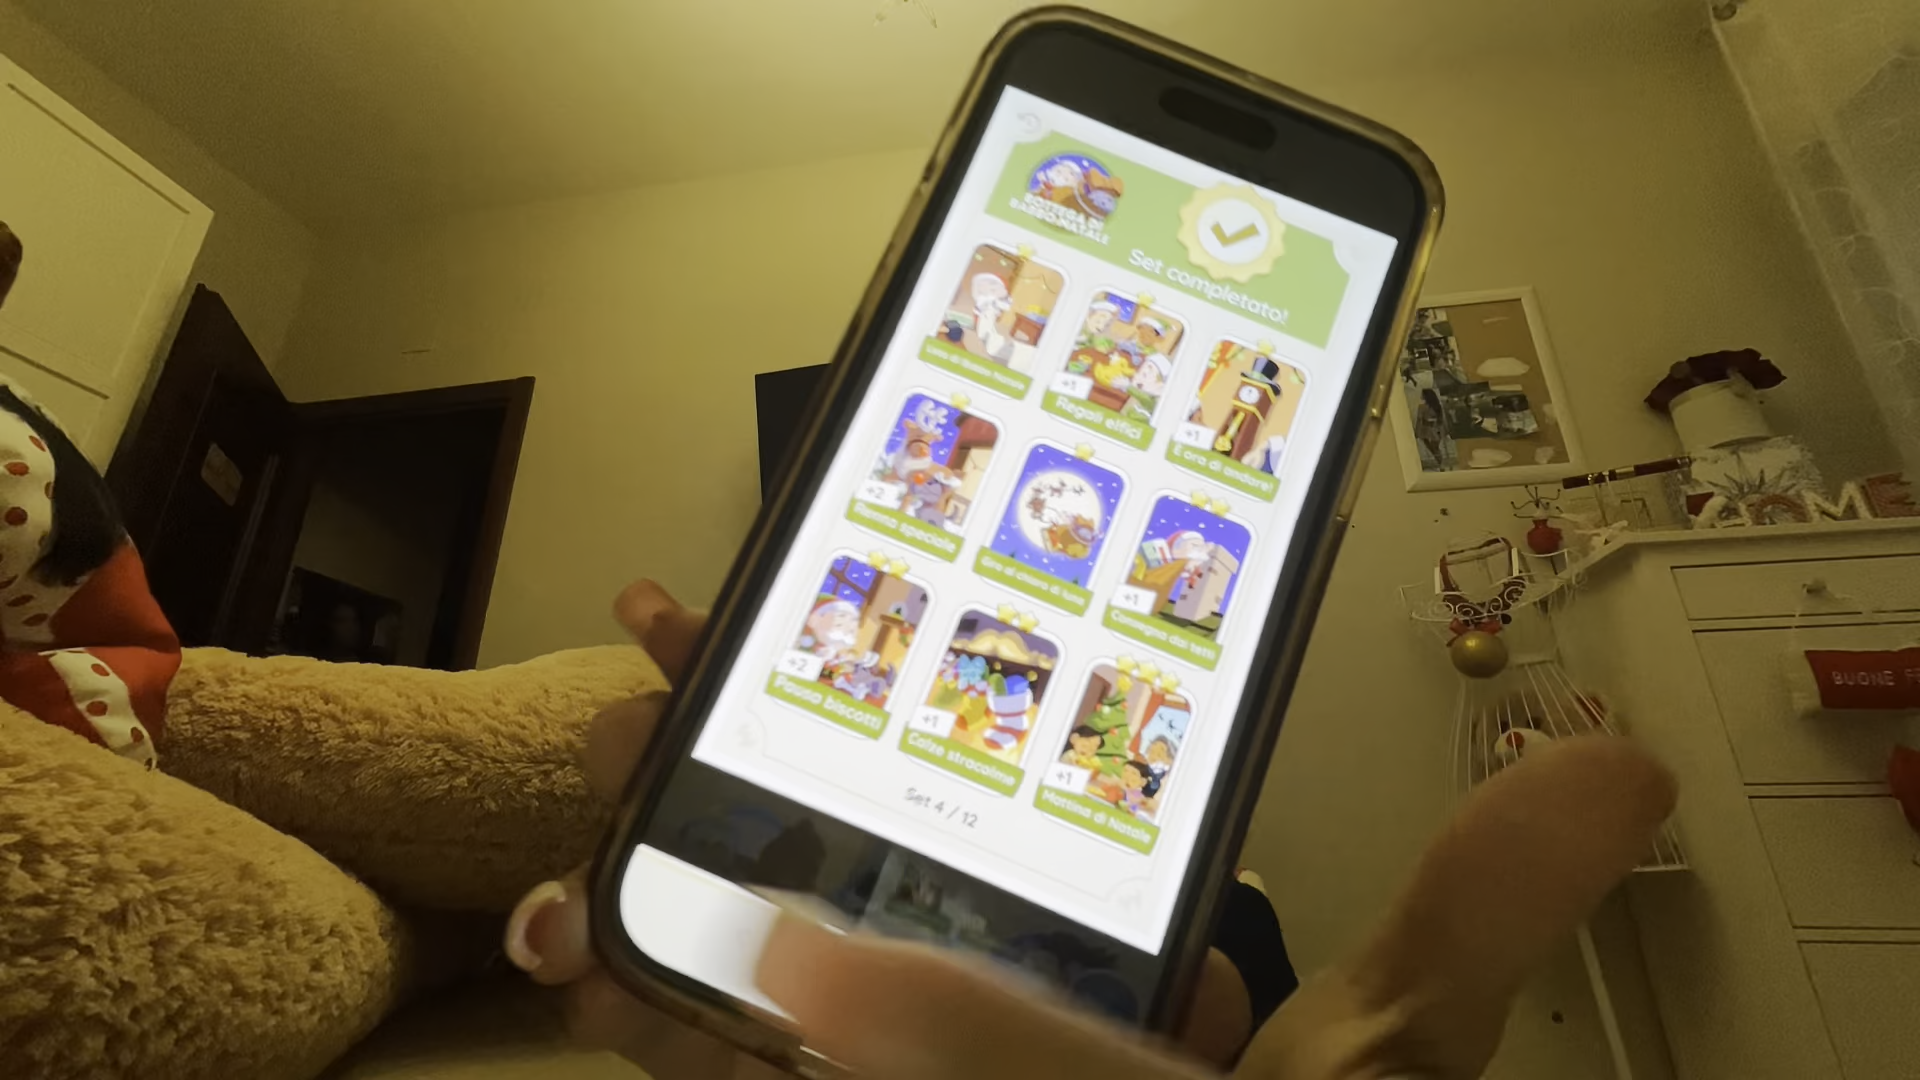 BOTTEGA DI
BABBO NATALE
Set completato!
+1
Regali elfici
+1
È ora di andare!
+2
Renna speciale
Giro al chiaro di luna
+1
Consegna dai tetti
+2
Pausa biscotti
+1
Calze stracolme
+1
Mattina di Natale
Set 4 / 12
HOME
BUONE